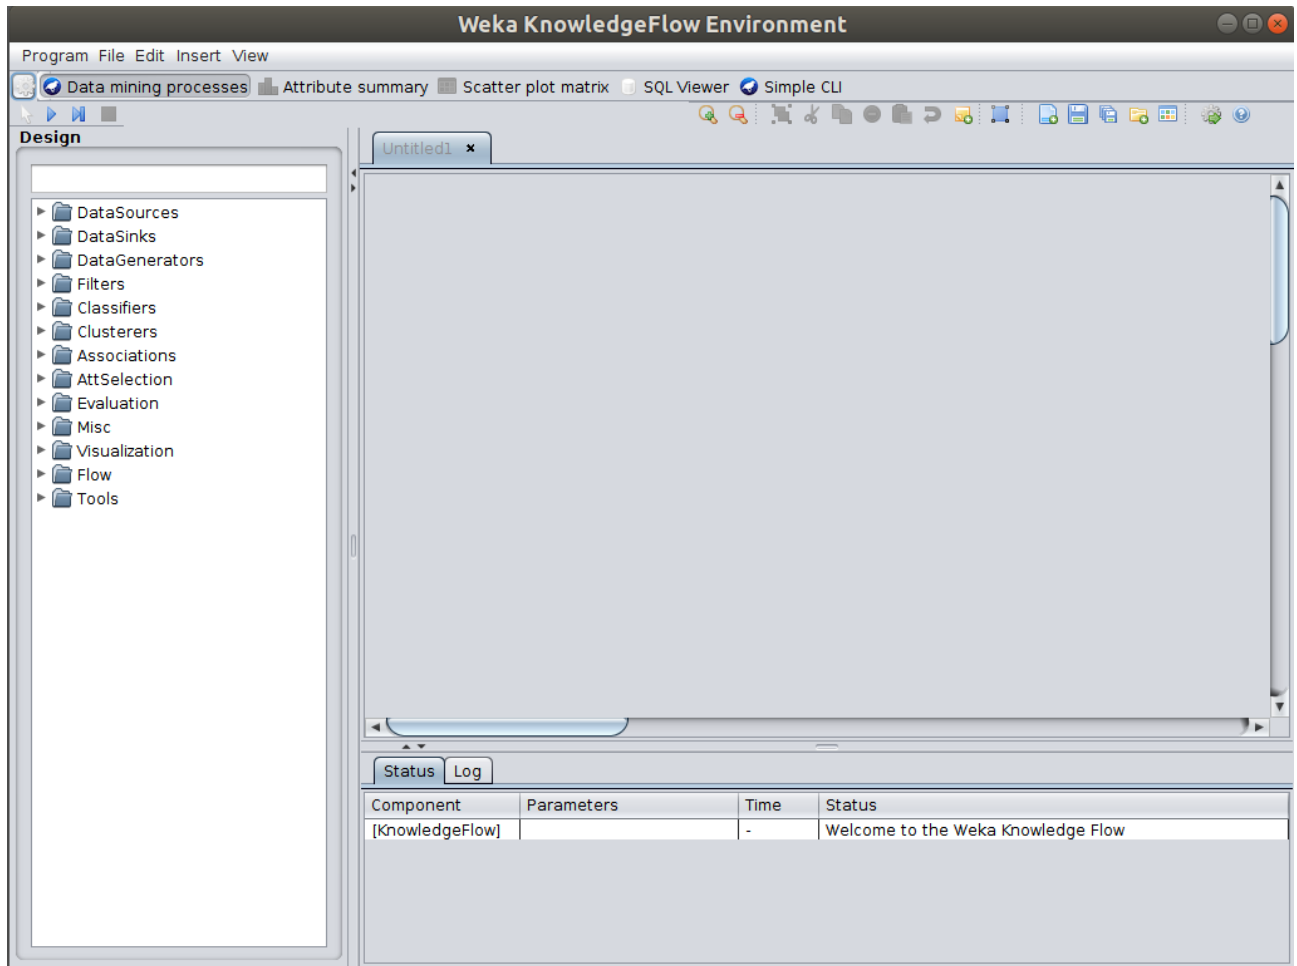 Weka KnowledgeFlow Environment
Program File Edit Insert View
Data mining processes Attribute summary Scatter plot matrix SQL Viewer Simple CLI
Design
Untitled1
DataSources
DataSinks
DataGenerators
Filters
Classifiers
Clusterers
Associations
AttSelection
Evaluation
Misc
Visualization
Flow
Tools
Status Log
Component Parameters Time Status
[KnowledgeFlow] - Welcome to the Weka Knowledge Flow